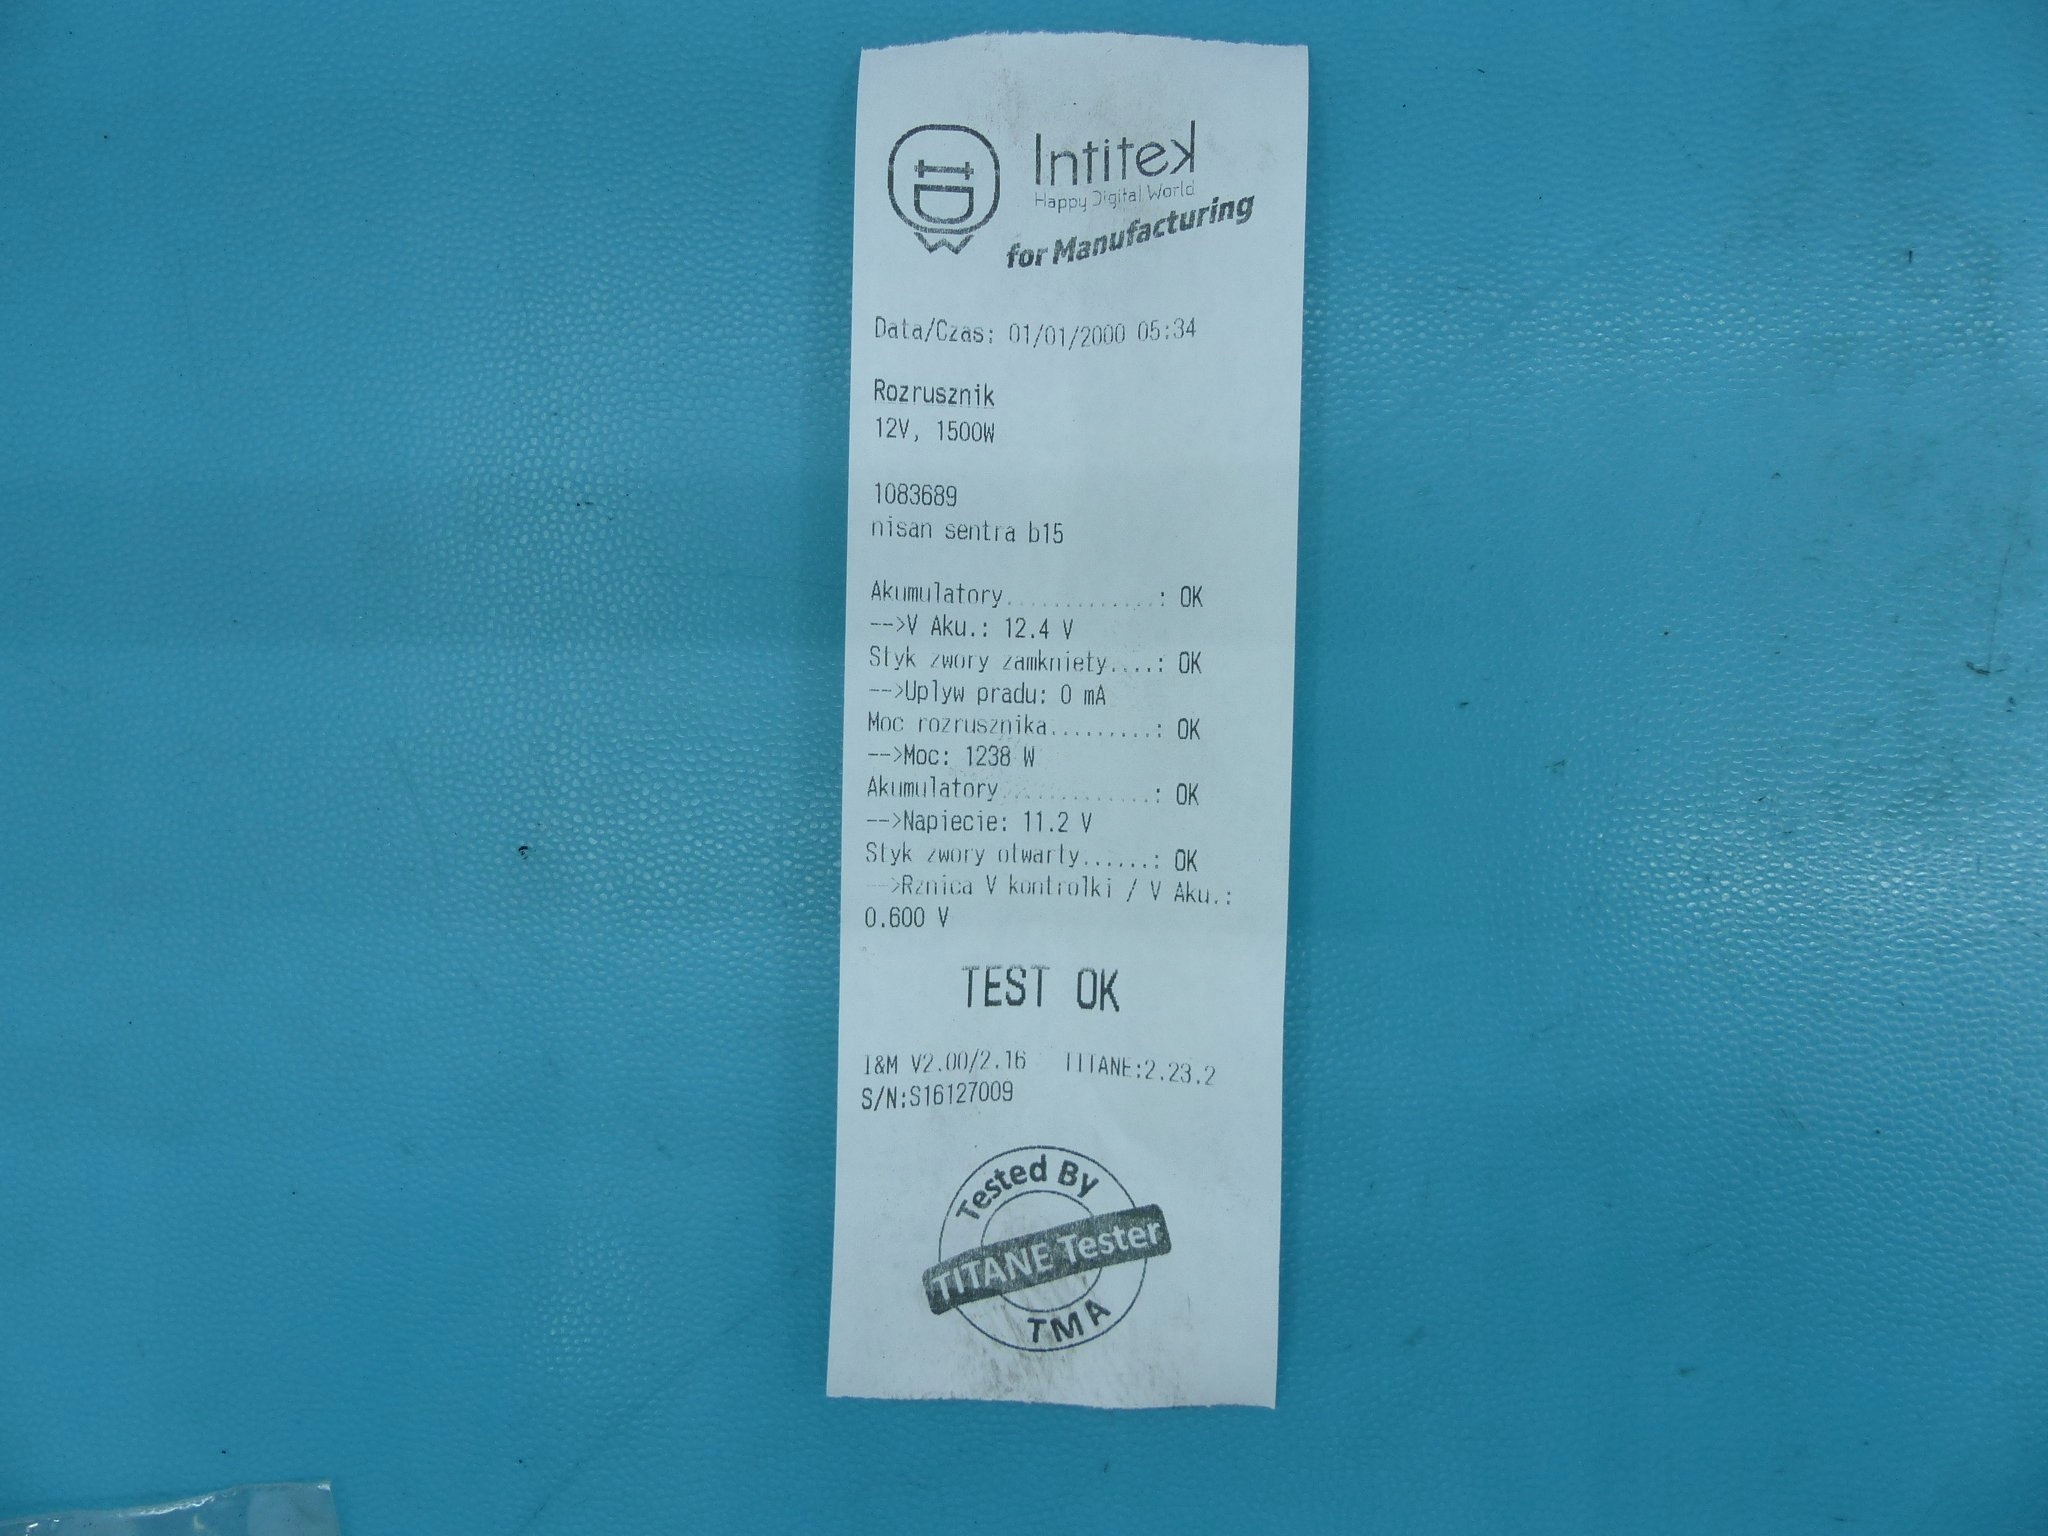 Intitek
Happy Digital World
for Manufacturing
Data/Czas: 01/01/2000 05:34
Rozrusznik
12V, 1500W
1083689
nisan sentra b15
Akumulatory.............: OK
-->V Aku.: 12.4 V
Styk zwory zamkniety....: OK
-->Uplyw pradu: 0 mA
Moc rozrusznika.........: OK
-->Moc: 1238 W
Akumulatory.............: OK
-->Napiecie: 11.2 V
Styk zwory otwarty......: OK
-->Rznica V kontrolki / V Aku.:
0.600 V
TEST OK
I&M V2.00/2.16 TITANE:2.23.2
S/N:S16127009
Tested By
TITANE Tester
TMA